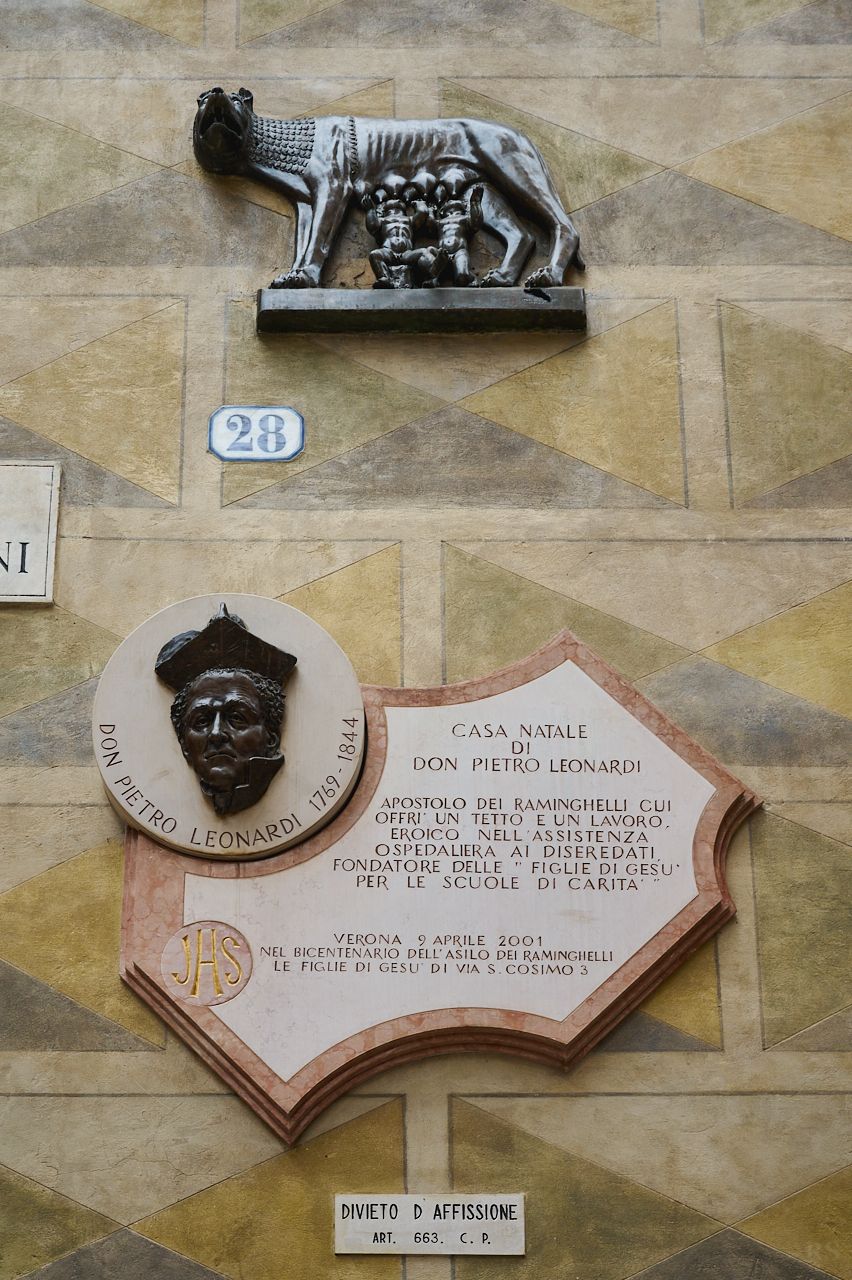 28
NI
DON PIETRO LEONARDI 1769-1844
CASA NATALE
DI
DON PIETRO LEONARDI
APOSTOLO DEI RAMINGHELLI CUI
OFFRI' UN TETTO E UN LAVORO,
EROICO NELL'ASSISTENZA
OSPEDALIERA AI DISEREDATI,
FONDATORE DELLE "FIGLIE DI GESU'
PER LE SCUOLE DI CARITA'"
VERONA 9 APRILE 2001
NEL BICENTENARIO DELL'ASILO DEI RAMINGHELLI
LE FIGLIE DI GESU' DI VIA S. COSIMO 3
JHS
DIVIETO D AFFISSIONE
ART. 663. C. P.